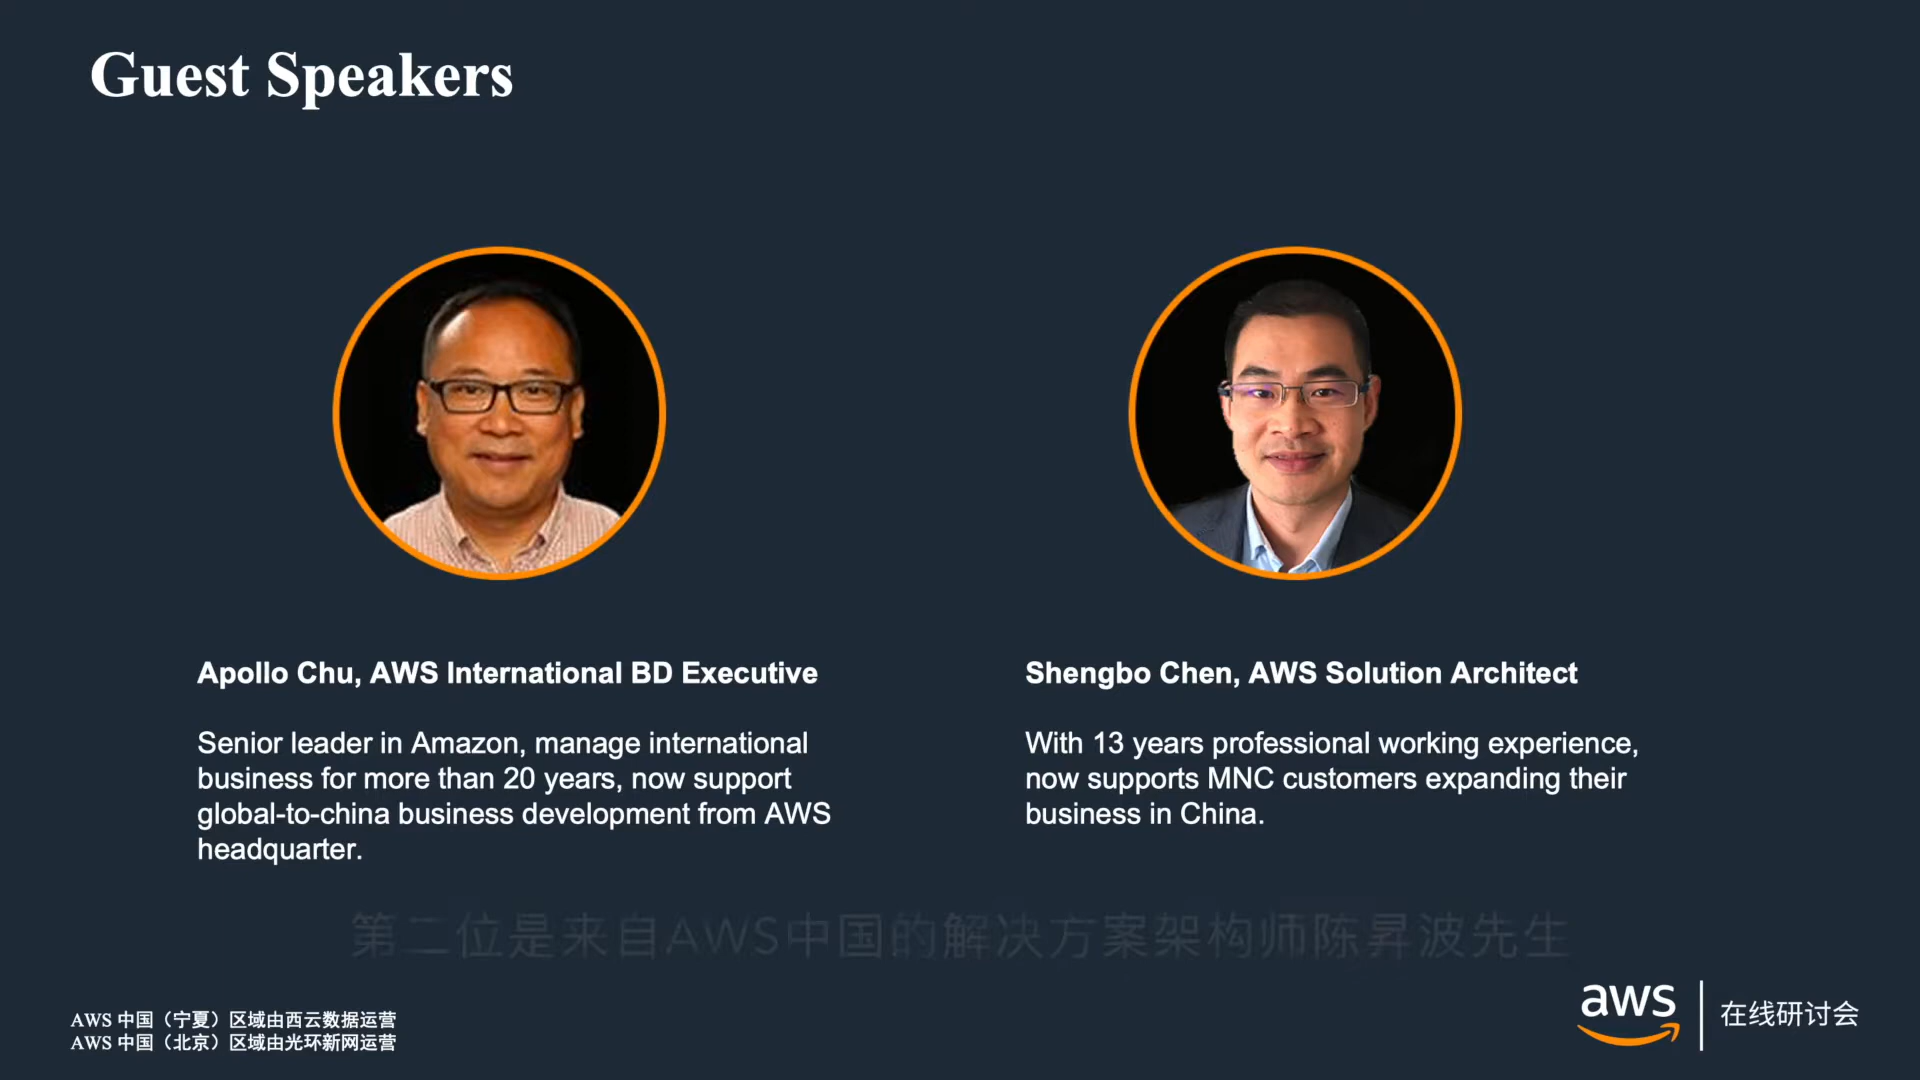 Guest Speakers
Apollo Chu, AWS International BD Executive
Senior leader in Amazon, manage international
business for more than 20 years, now support
global-to-china business development from AWS
headquarter.
Shengbo Chen, AWS Solution Architect
With 13 years professional working experience,
now supports MNC customers expanding their
business in China.
第二位是来自AWS中国的解决方案架构师陈昇波先生
AWS 中国（宁夏）区域由西云数据运营
AWS 中国（北京）区域由光环新网运营
aws
在线研讨会